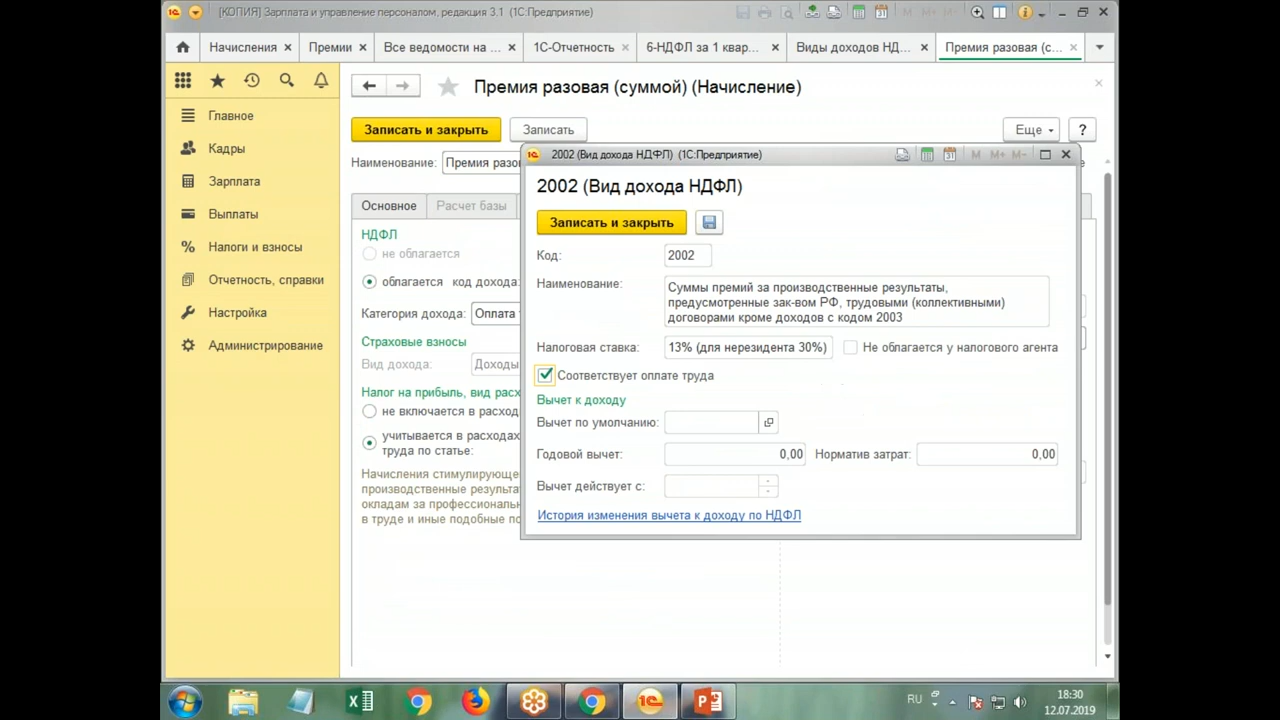 [КОПИЯ] Зарплата и управление персоналом, редакция 3.1 (1С:Предприятие)
M M+ M-
Начисления × Премии × Все ведомости на ... × 1С-Отчетность × 6-НДФЛ за 1 квар... × Виды доходов НД... × Премия разовая (с... ×
Главное
Кадры
Зарплата
Выплаты
Налоги и взносы
Отчетность, справки
Настройка
Администрирование
Премия разовая (суммой) (Начисление)
Записать и закрыть
Записать
Еще
?
Наименование:
Премия разо
Основное
Расчет базы
НДФЛ
не облагается
облагается код дохода:
Категория дохода:
Оплата
Страховые взносы
Вид дохода:
Доходы
Налог на прибыль, вид расх
не включается в расходы
учитывается в расходах
труда по статье:
Начисления стимулирующе
производственные результат
окладам за профессиональн
в труде и иные подобные по
2002 (Вид дохода НДФЛ) (1С:Предприятие)
M M+ M-
2002 (Вид дохода НДФЛ)
Записать и закрыть
Код:
2002
Наименование:
Суммы премий за производственные результаты,
предусмотренные зак-вом РФ, трудовыми (коллективными)
договорами кроме доходов с кодом 2003
Налоговая ставка:
13% (для нерезидента 30%)
Не облагается у налогового агента
Соответствует оплате труда
Вычет к доходу
Вычет по умолчанию:
Годовой вычет:
0,00
Норматив затрат:
0,00
Вычет действует с:
История изменения вычета к доходу по НДФЛ
RU
18:30
12.07.2019